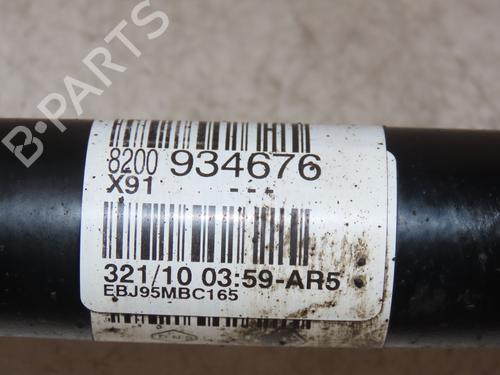 8200 934676
X91 ---
321/10 03:59-AR5
EBJ95MBC165
B-PARTS